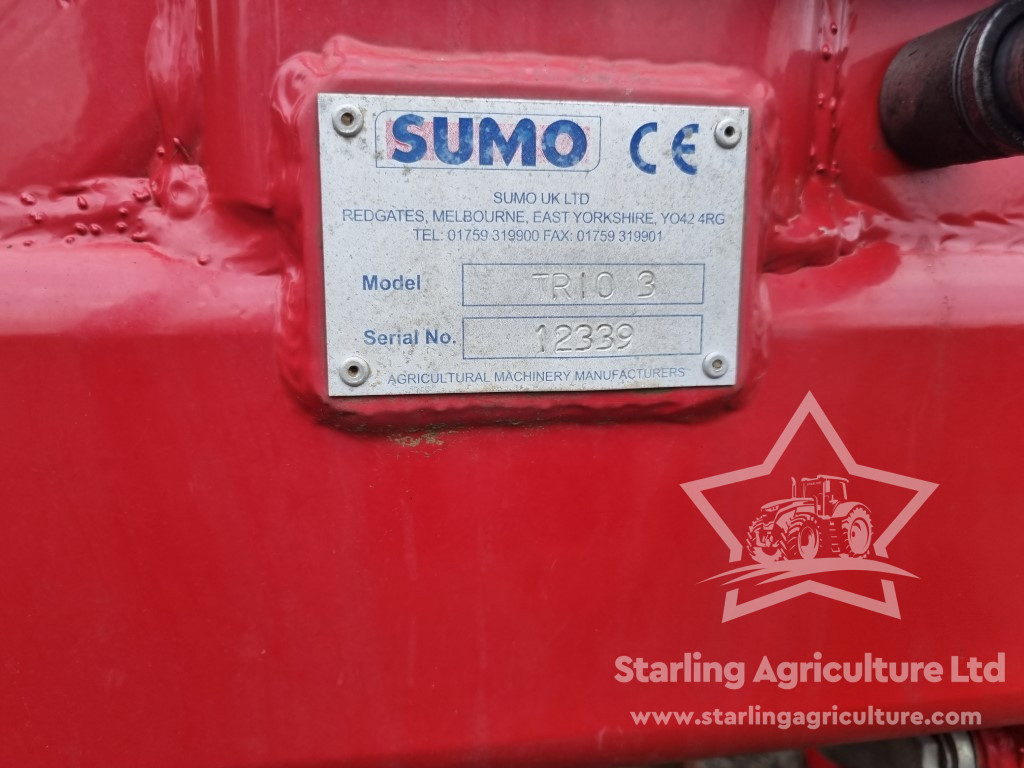 SUMO CE
SUMO UK LTD
REDGATES, MELBOURNE, EAST YORKSHIRE, YO42 4RG
TEL: 01759 319900 FAX: 01759 319901
Model TRIO 3
Serial No. 12339
AGRICULTURAL MACHINERY MANUFACTURERS
Starling Agriculture Ltd
www.starlingagriculture.com